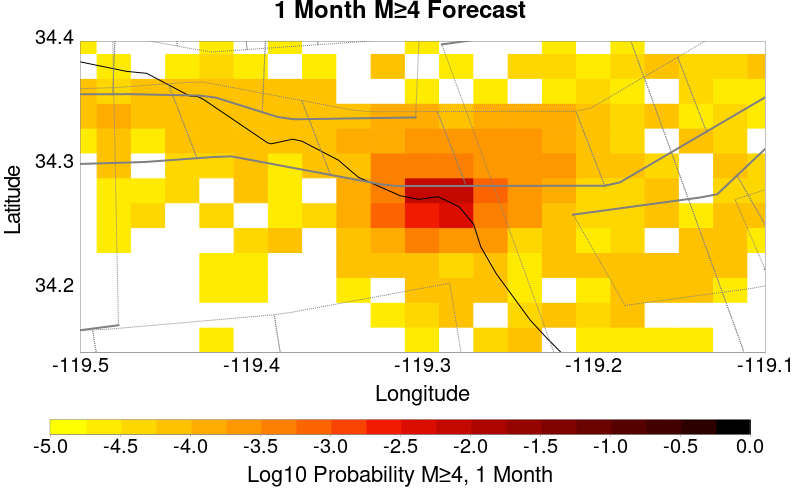 1 Month M≥4 Forecast
34.4
34.3
34.2
Latitude
-119.5 -119.4 -119.3 -119.2 -119.1
Longitude
-5.0 -4.5 -4.0 -3.5 -3.0 -2.5 -2.0 -1.5 -1.0 -0.5 0.0
Log10 Probability M≥4, 1 Month